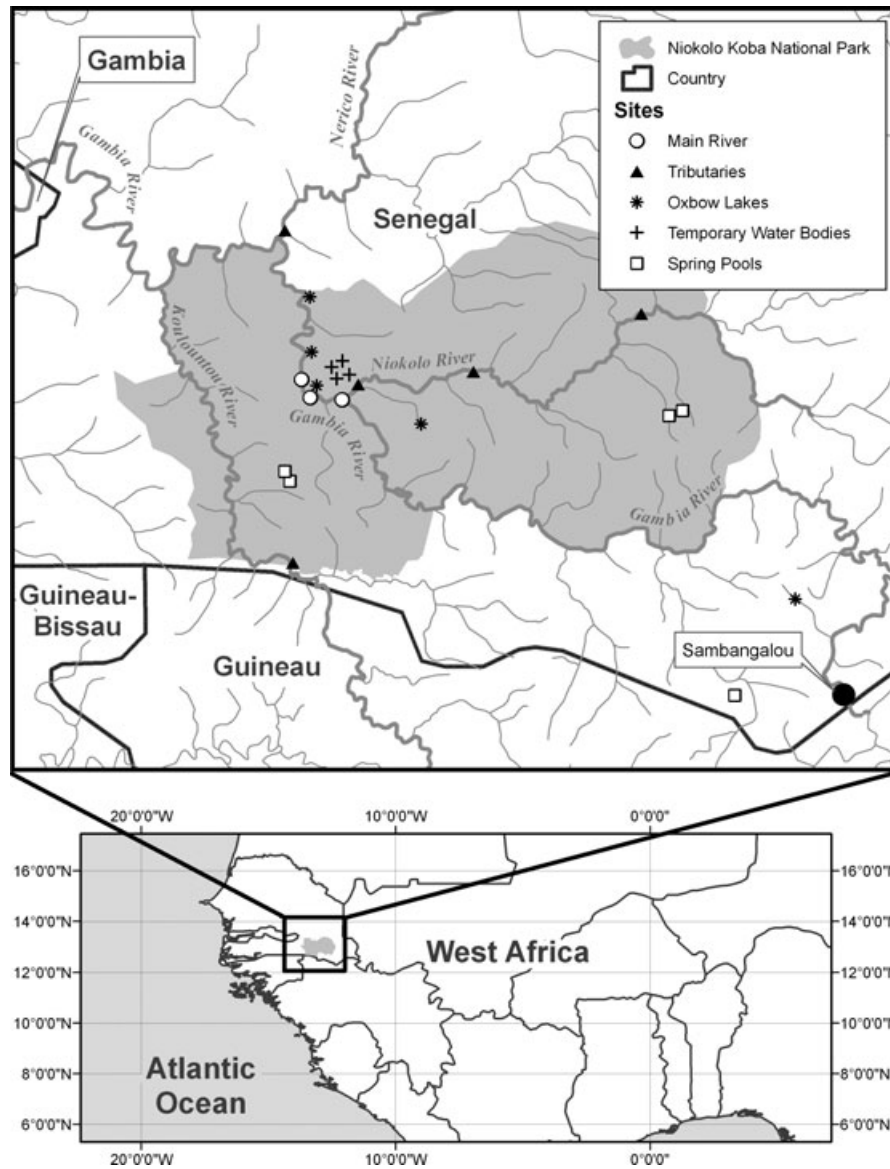 Gambia
Gambia River
Nerico River
Senegal
Niokolo Koba National Park
Country
Sites
Main River
Tributaries
Oxbow Lakes
Temporary Water Bodies
Spring Pools
Koulountou River
Niokolo River
Gambia River
Gambia River
Guineau-
Bissau
Guineau
Sambangalou
20°0'0"W 10°0'0"W 0°0'0"
16°0'0"N 16°0'0"N
14°0'0"N 14°0'0"N
West Africa
12°0'0"N 12°0'0"N
10°0'0"N 10°0'0"N
8°0'0"N 8°0'0"N
Atlantic
Ocean
6°0'0"N 6°0'0"N
20°0'0"W 10°0'0"W 0°0'0"